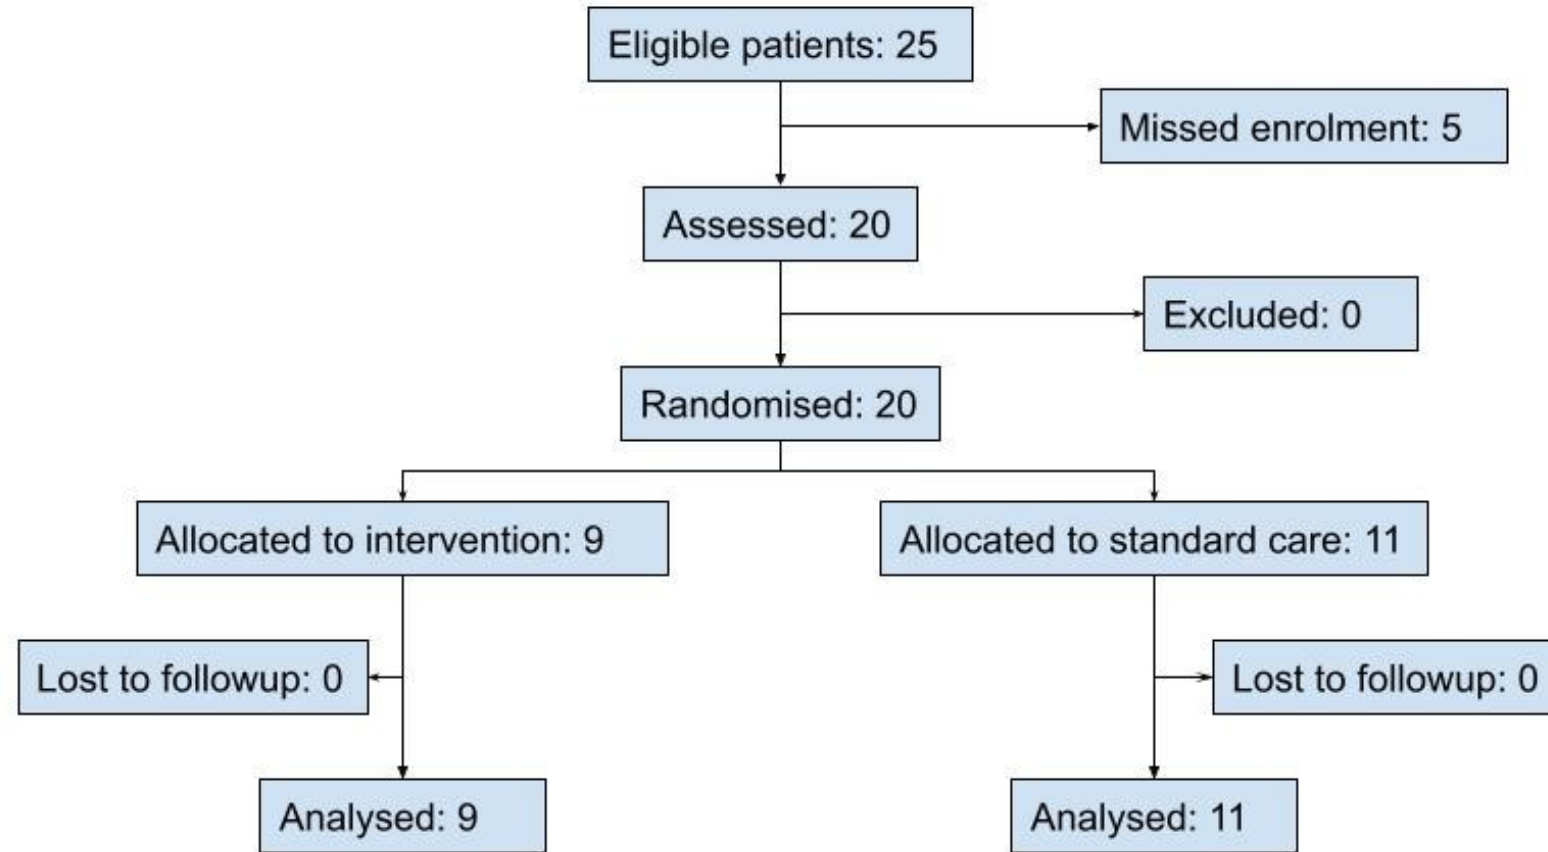 Eligible patients: 25
Missed enrolment: 5
Assessed: 20
Excluded: 0
Randomised: 20
Allocated to intervention: 9
Allocated to standard care: 11
Lost to followup: 0
Lost to followup: 0
Analysed: 9
Analysed: 11